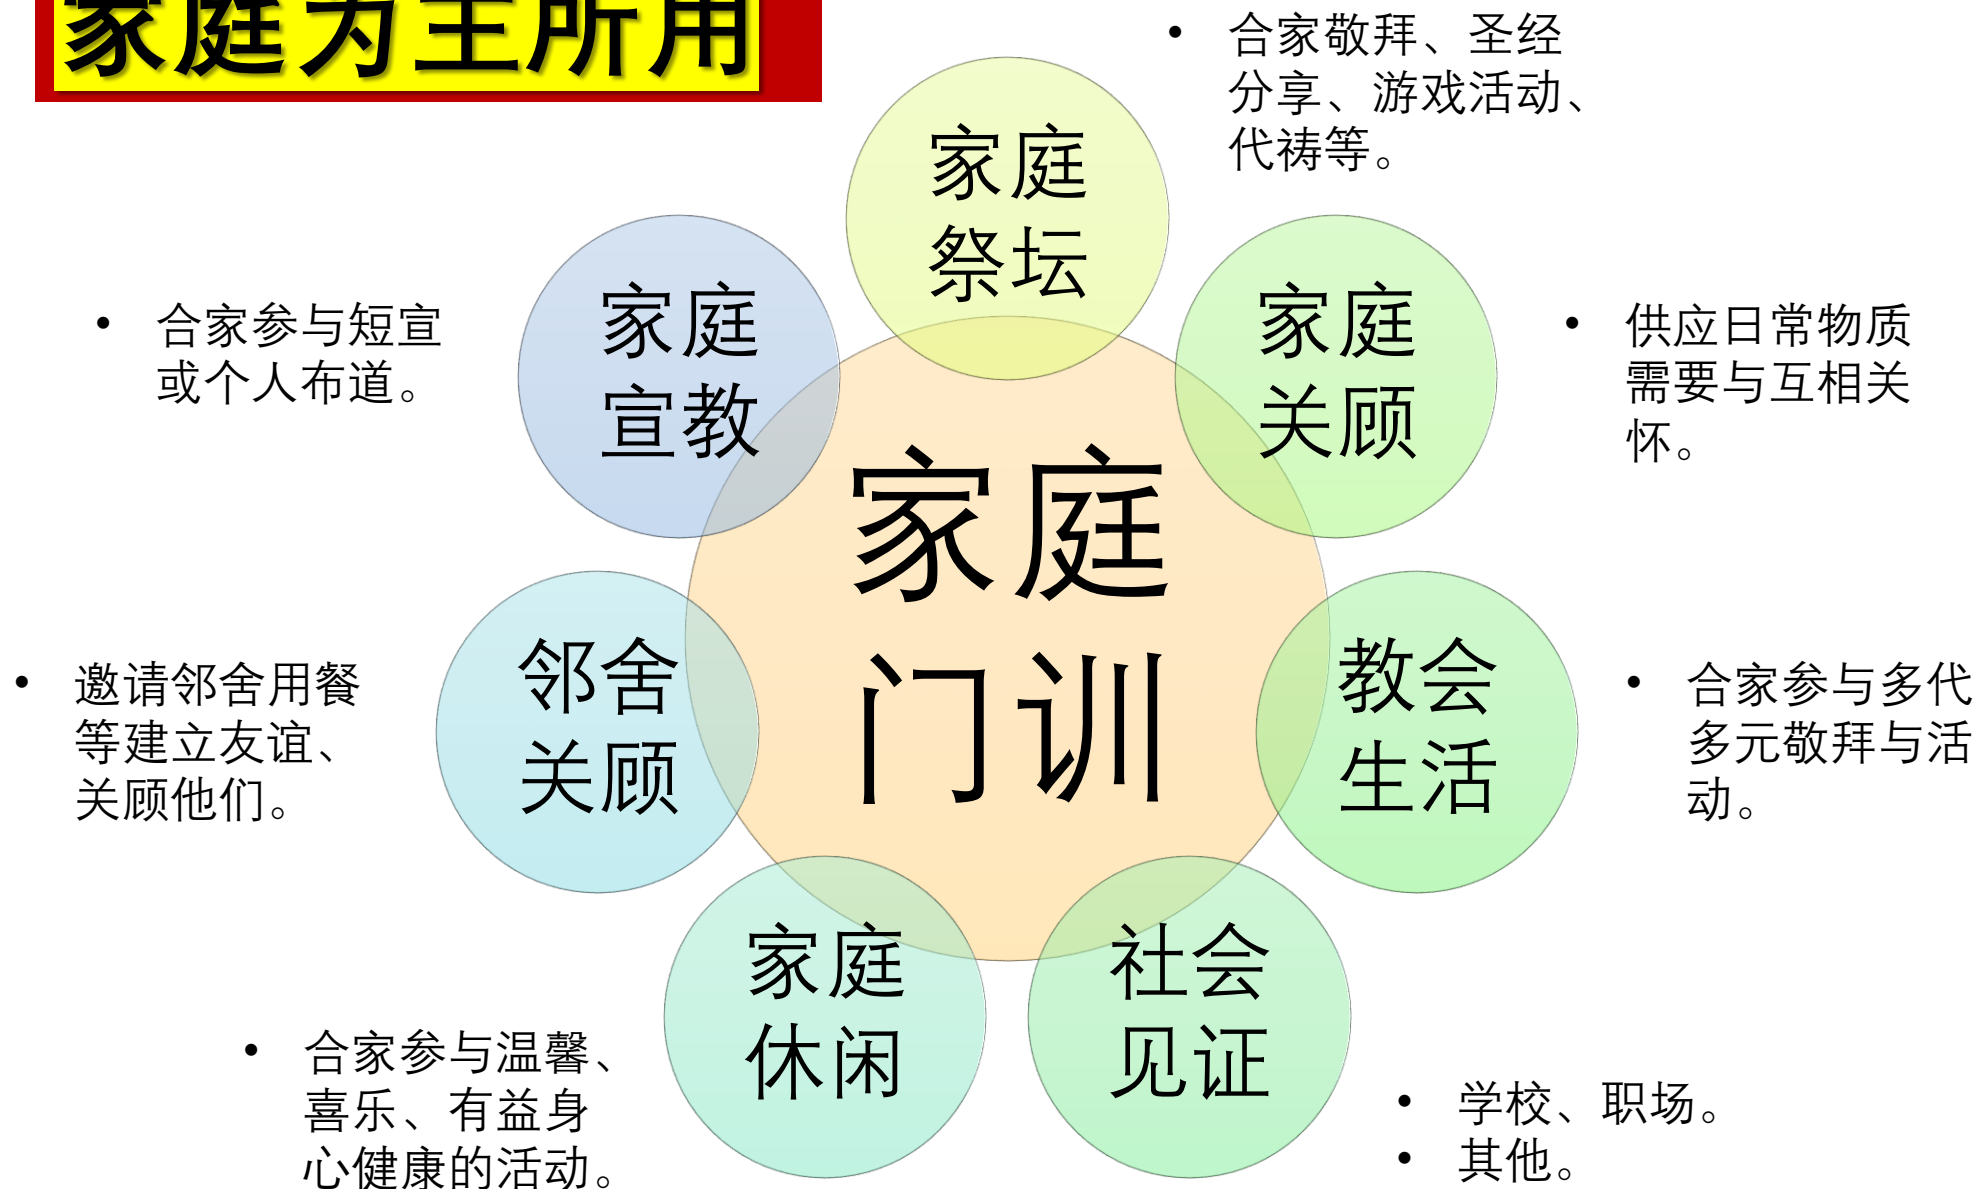 家庭为主所用
• 合家敬拜、圣经
分享、游戏活动、
代祷等。
家庭
祭坛
家庭
关顾
• 供应日常物质
需要与互相关
怀。
教会
生活
• 合家参与多代
多元敬拜与活
动。
社会
见证
• 学校、职场。
• 其他。
家庭
休闲
• 合家参与温馨、
喜乐、有益身
心健康的活动。
邻舍
关顾
• 邀请邻舍用餐
等建立友谊、
关顾他们。
家庭
宣教
• 合家参与短宣
或个人布道。
家庭
门训